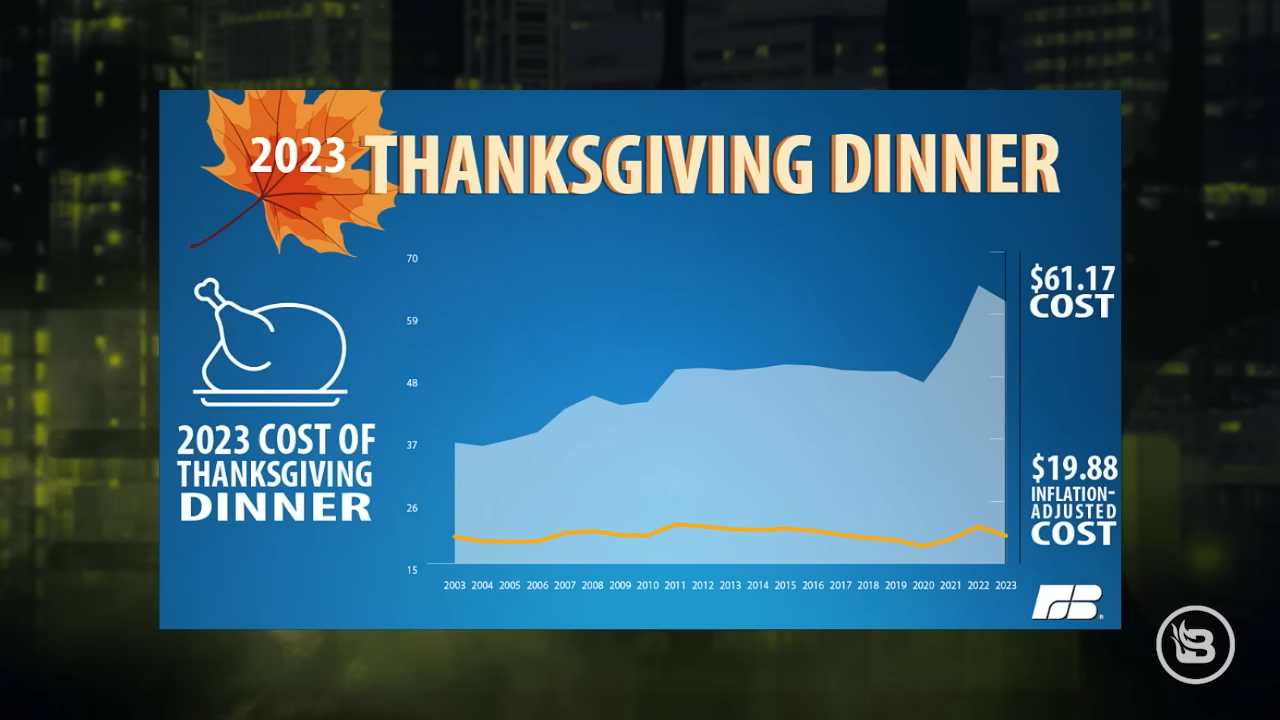 2023 THANKSGIVING DINNER
2023 COST OF
THANKSGIVING
DINNER
70
59
48
37
26
15
2003 2004 2005 2006 2007 2008 2009 2010 2011 2012 2013 2014 2015 2016 2017 2018 2019 2020 2021 2022 2023
$61.17
COST
$19.88
INFLATION-
ADJUSTED
COST
FB®
B